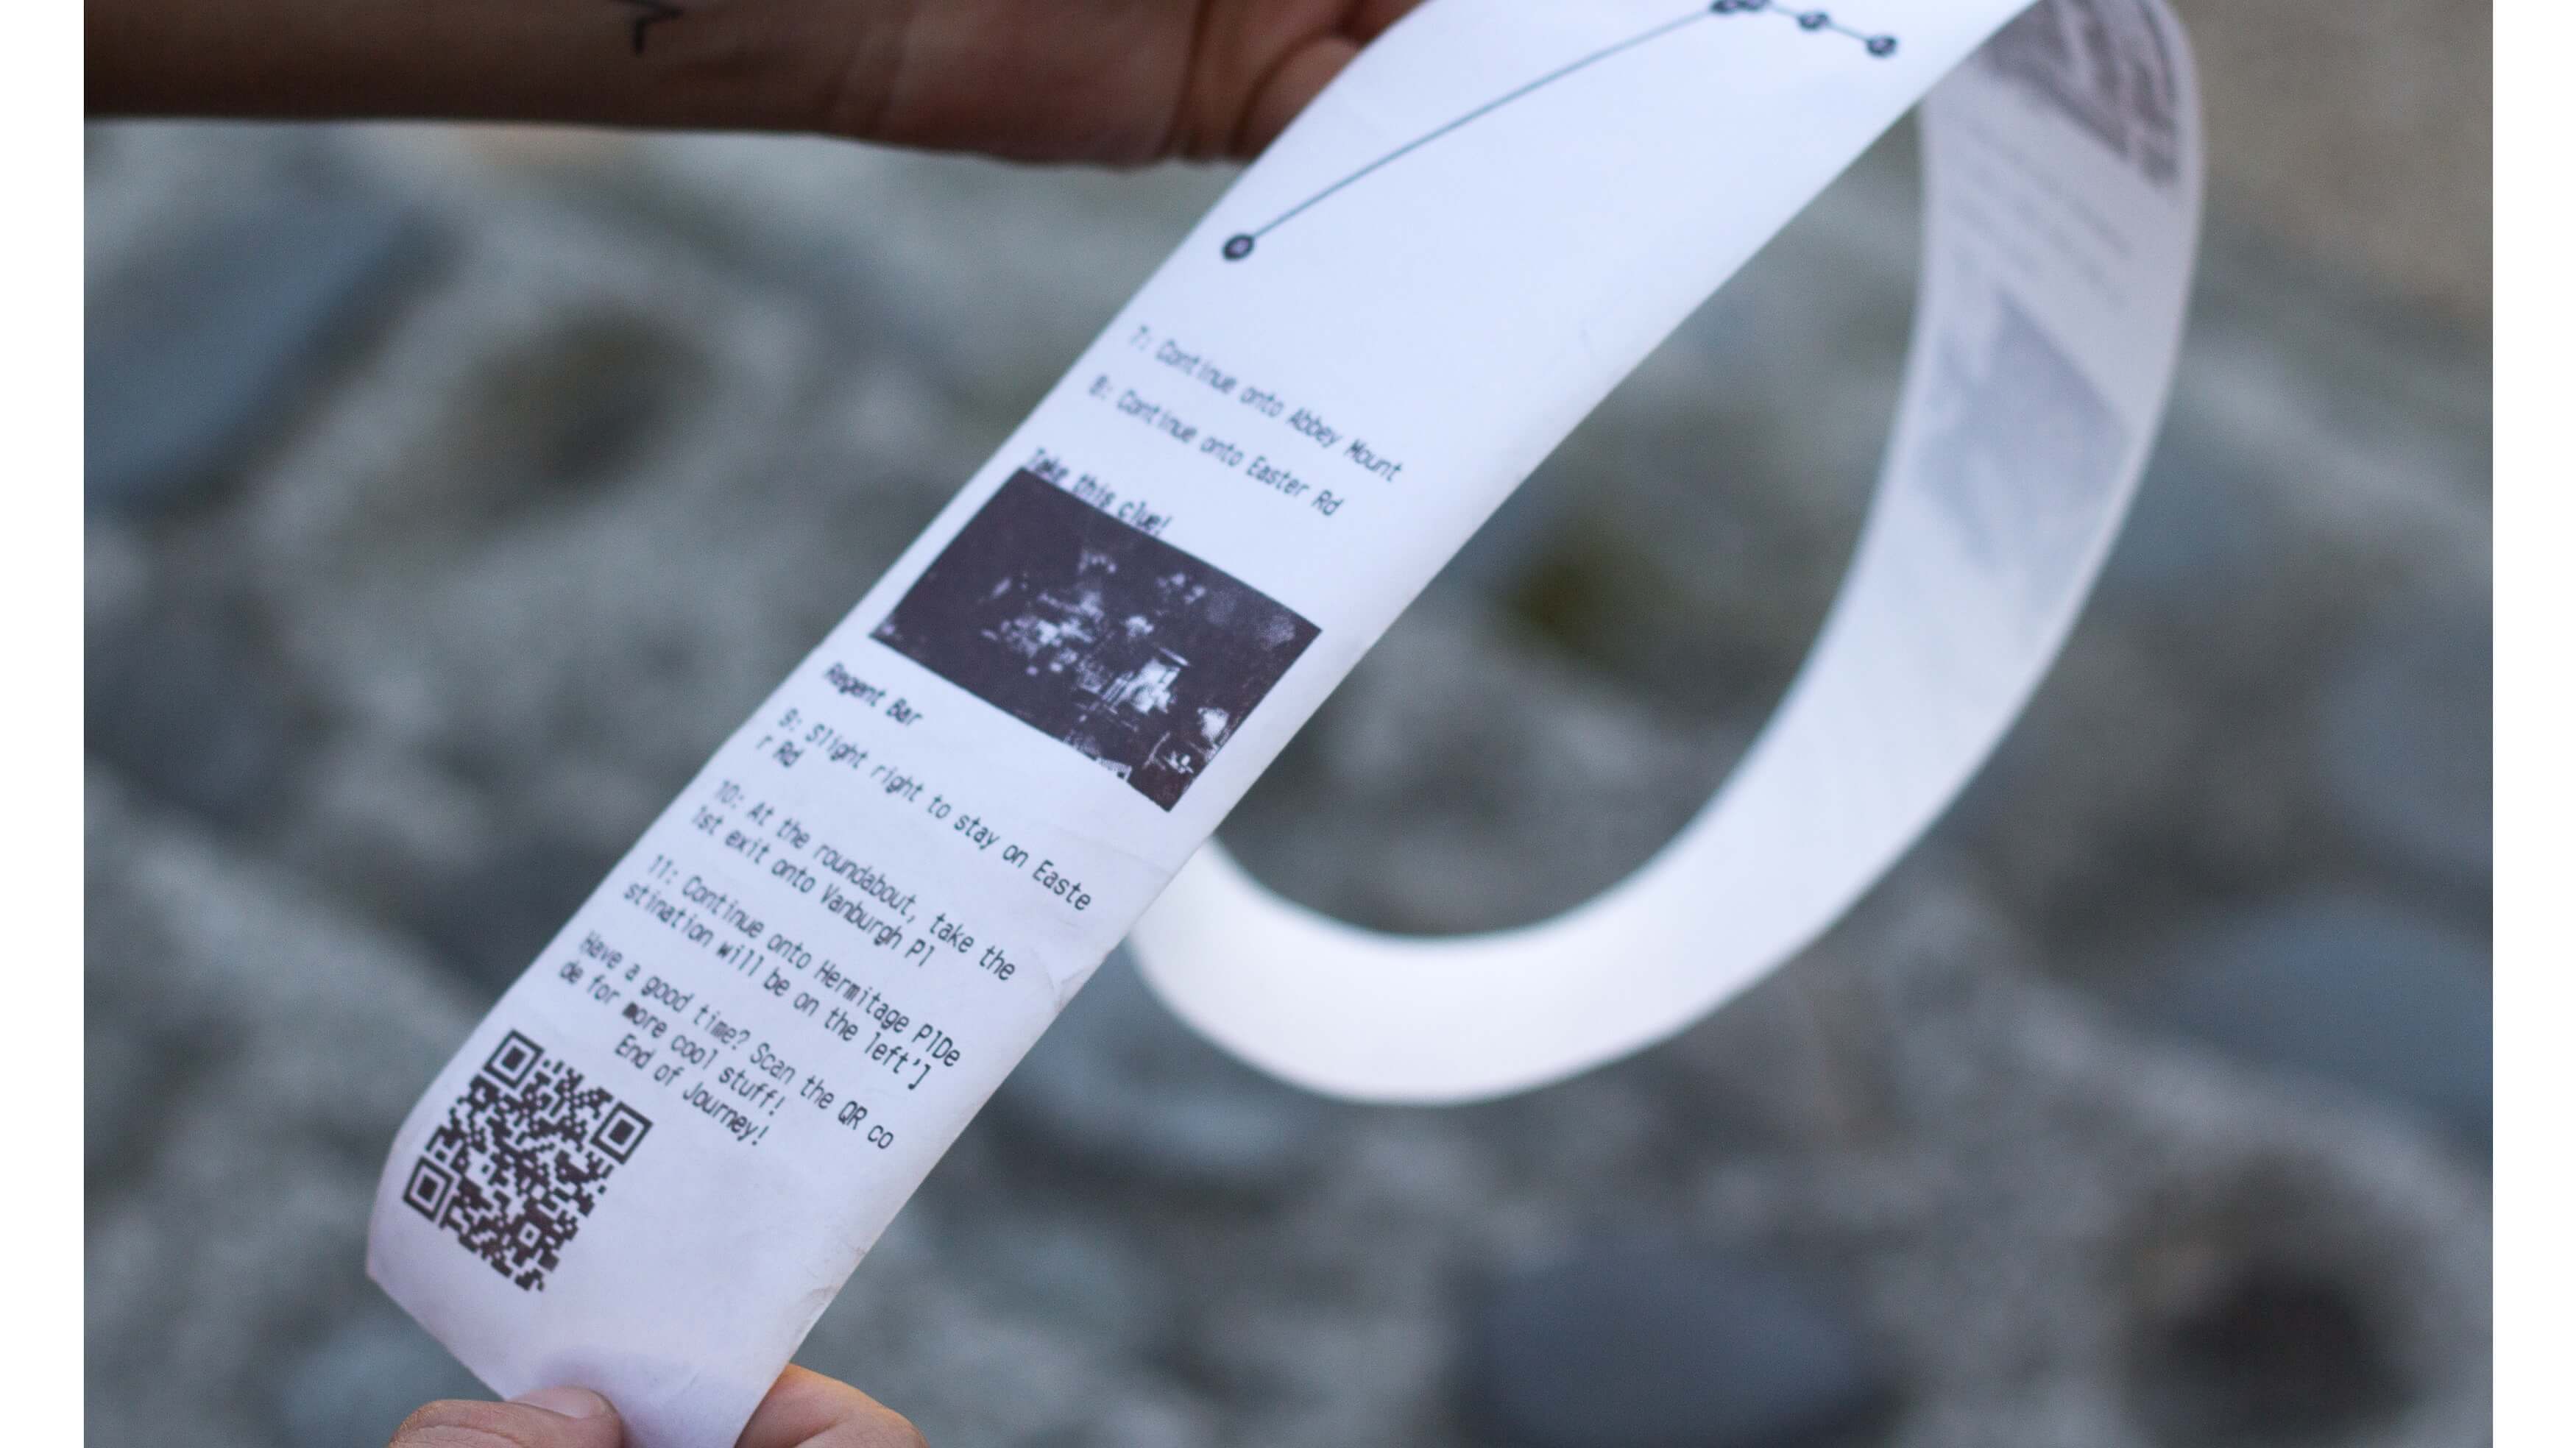 7: Continue onto Abbey Mount
8: Continue onto Easter Rd
Take this clue!
Regent Bar
9: Slight right to stay on Easte
r Rd
10: At the roundabout, take the
1st exit onto Vanburgh Pl
11: Continue onto Hermitage PlDe
stination will be on the left']
Have a good time? Scan the QR co
de for more cool stuff!
End of Journey!